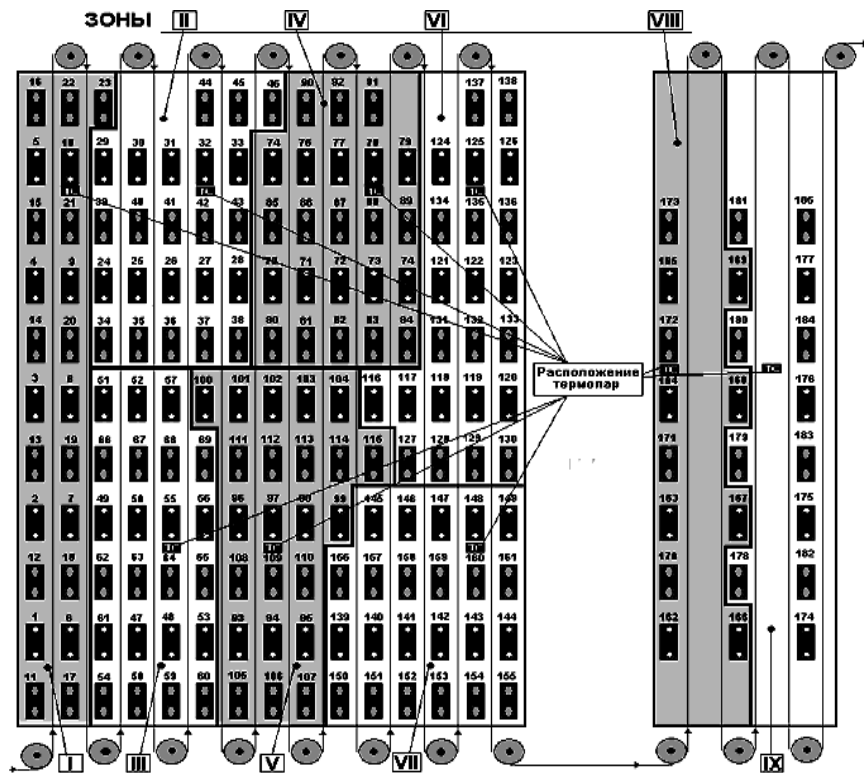 ЗОНЫ II IV VI VIII
16 22 23 44 45 46 90 92 91 137 138
5 10 29 30 31 32 33 74 76 77 78 79 124 125 126
15 21 39 40 41 42 43 85 86 87 88 89 134 135 136 173 181 185
4 9 24 25 26 27 28 70 71 72 73 74 121 122 123 165 169 177
14 20 34 35 36 37 38 80 81 82 83 84 131 132 133 172 180 184
Расположение
термопар
3 8 51 52 57 100 101 102 103 104 116 117 118 119 120 164 168 176
13 19 66 67 68 69 111 112 113 114 115 127 128 129 130 171 179 183
2 7 49 50 55 56 96 97 98 99 145 146 147 148 149 163 167 175
12 18 62 63 64 65 108 109 110 156 157 158 159 160 161 170 178 182
1 6 61 47 48 53 93 94 95 139 140 141 142 143 144 162 166 174
11 17 54 58 59 60 105 106 107 150 151 152 153 154 155
I III V VII IX